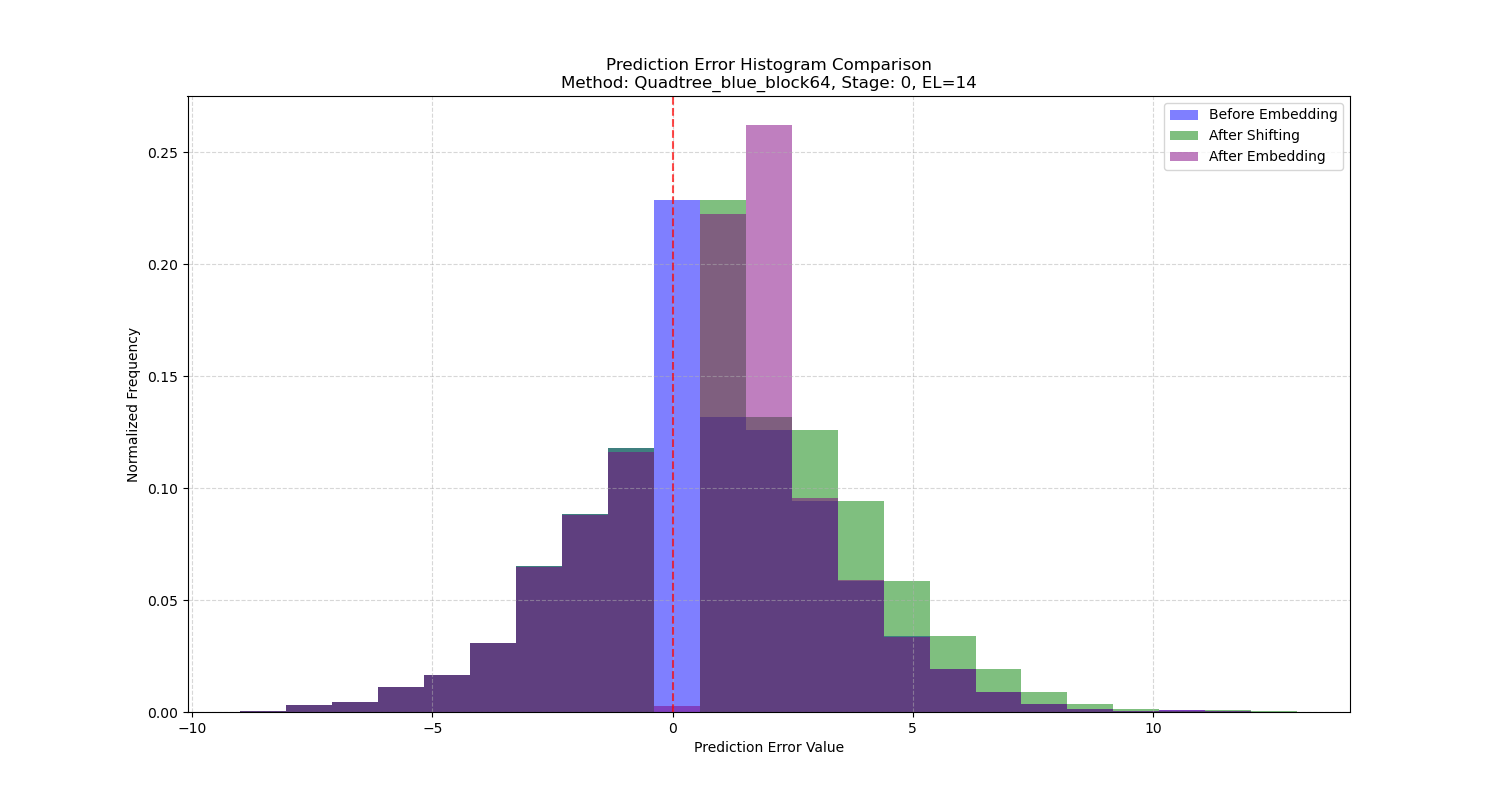 Prediction Error Histogram Comparison
Method: Quadtree_blue_block64, Stage: 0, EL=14
Before Embedding
After Shifting
After Embedding
Normalized Frequency
0.25
0.20
0.15
0.10
0.05
0.00
−10
−5
0
5
10
Prediction Error Value